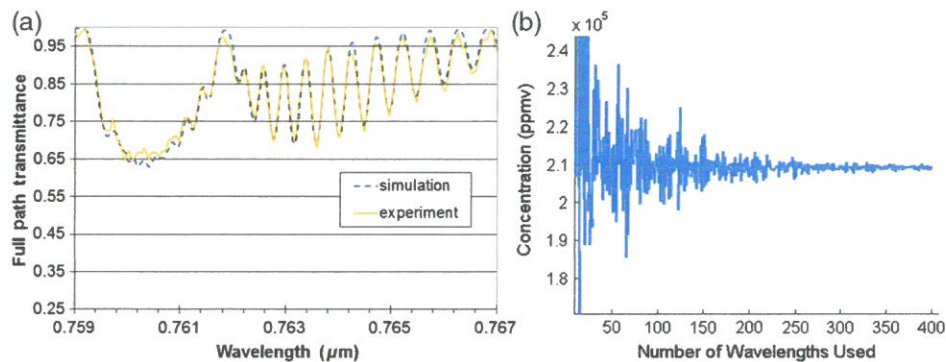 (a)
0.95
0.85
0.75
0.65
0.55
0.45
0.35
0.25
Full path transmittance
simulation
experiment
0.759
0.761
0.763
0.765
0.767
Wavelength (µm)
(b)
x 10⁵
2.4
2.3
2.2
2.1
2
1.9
1.8
Concentration (ppmv)
50 100 150 200 250 300 350 400
Number of Wavelengths Used